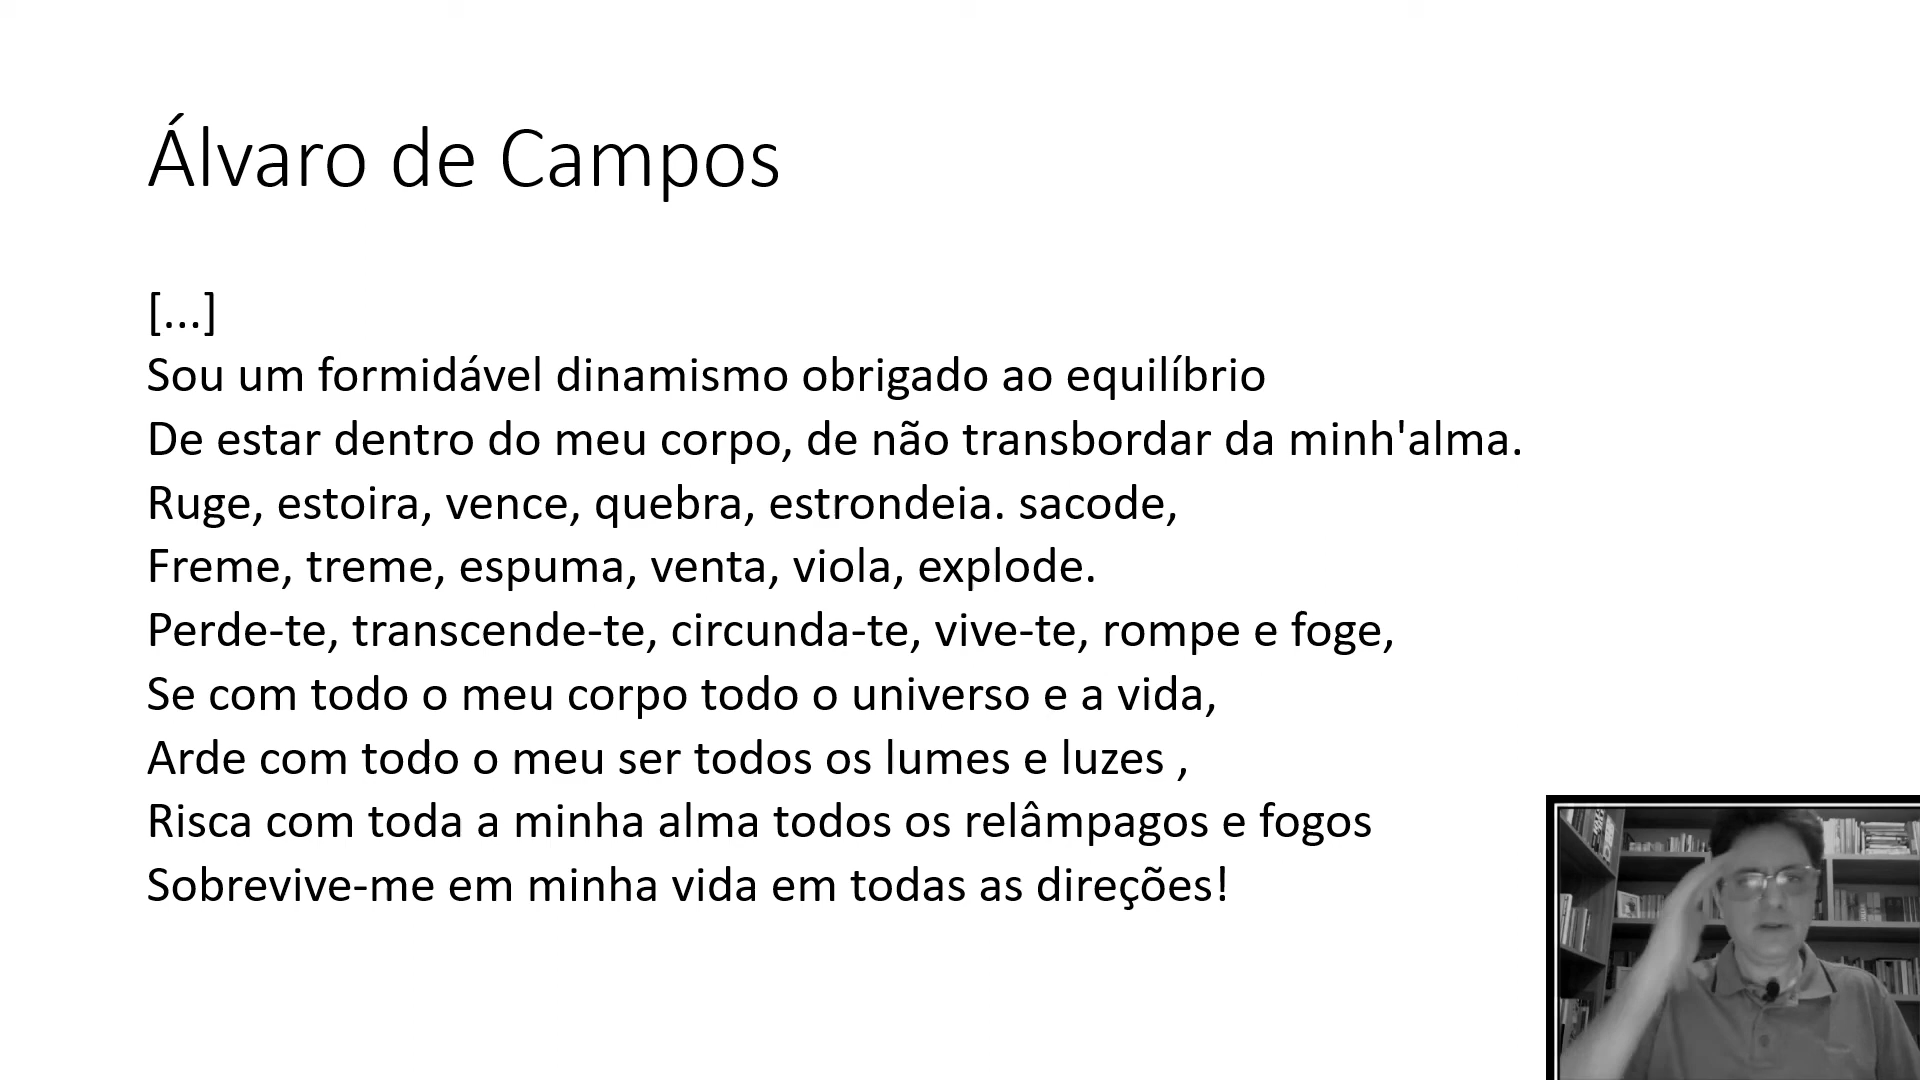 Álvaro de Campos
[...]
Sou um formidável dinamismo obrigado ao equilíbrio
De estar dentro do meu corpo, de não transbordar da minh'alma.
Ruge, estoira, vence, quebra, estrondeia. sacode,
Freme, treme, espuma, venta, viola, explode.
Perde-te, transcende-te, circunda-te, vive-te, rompe e foge,
Se com todo o meu corpo todo o universo e a vida,
Arde com todo o meu ser todos os lumes e luzes ,
Risca com toda a minha alma todos os relâmpagos e fogos
Sobrevive-me em minha vida em todas as direções!